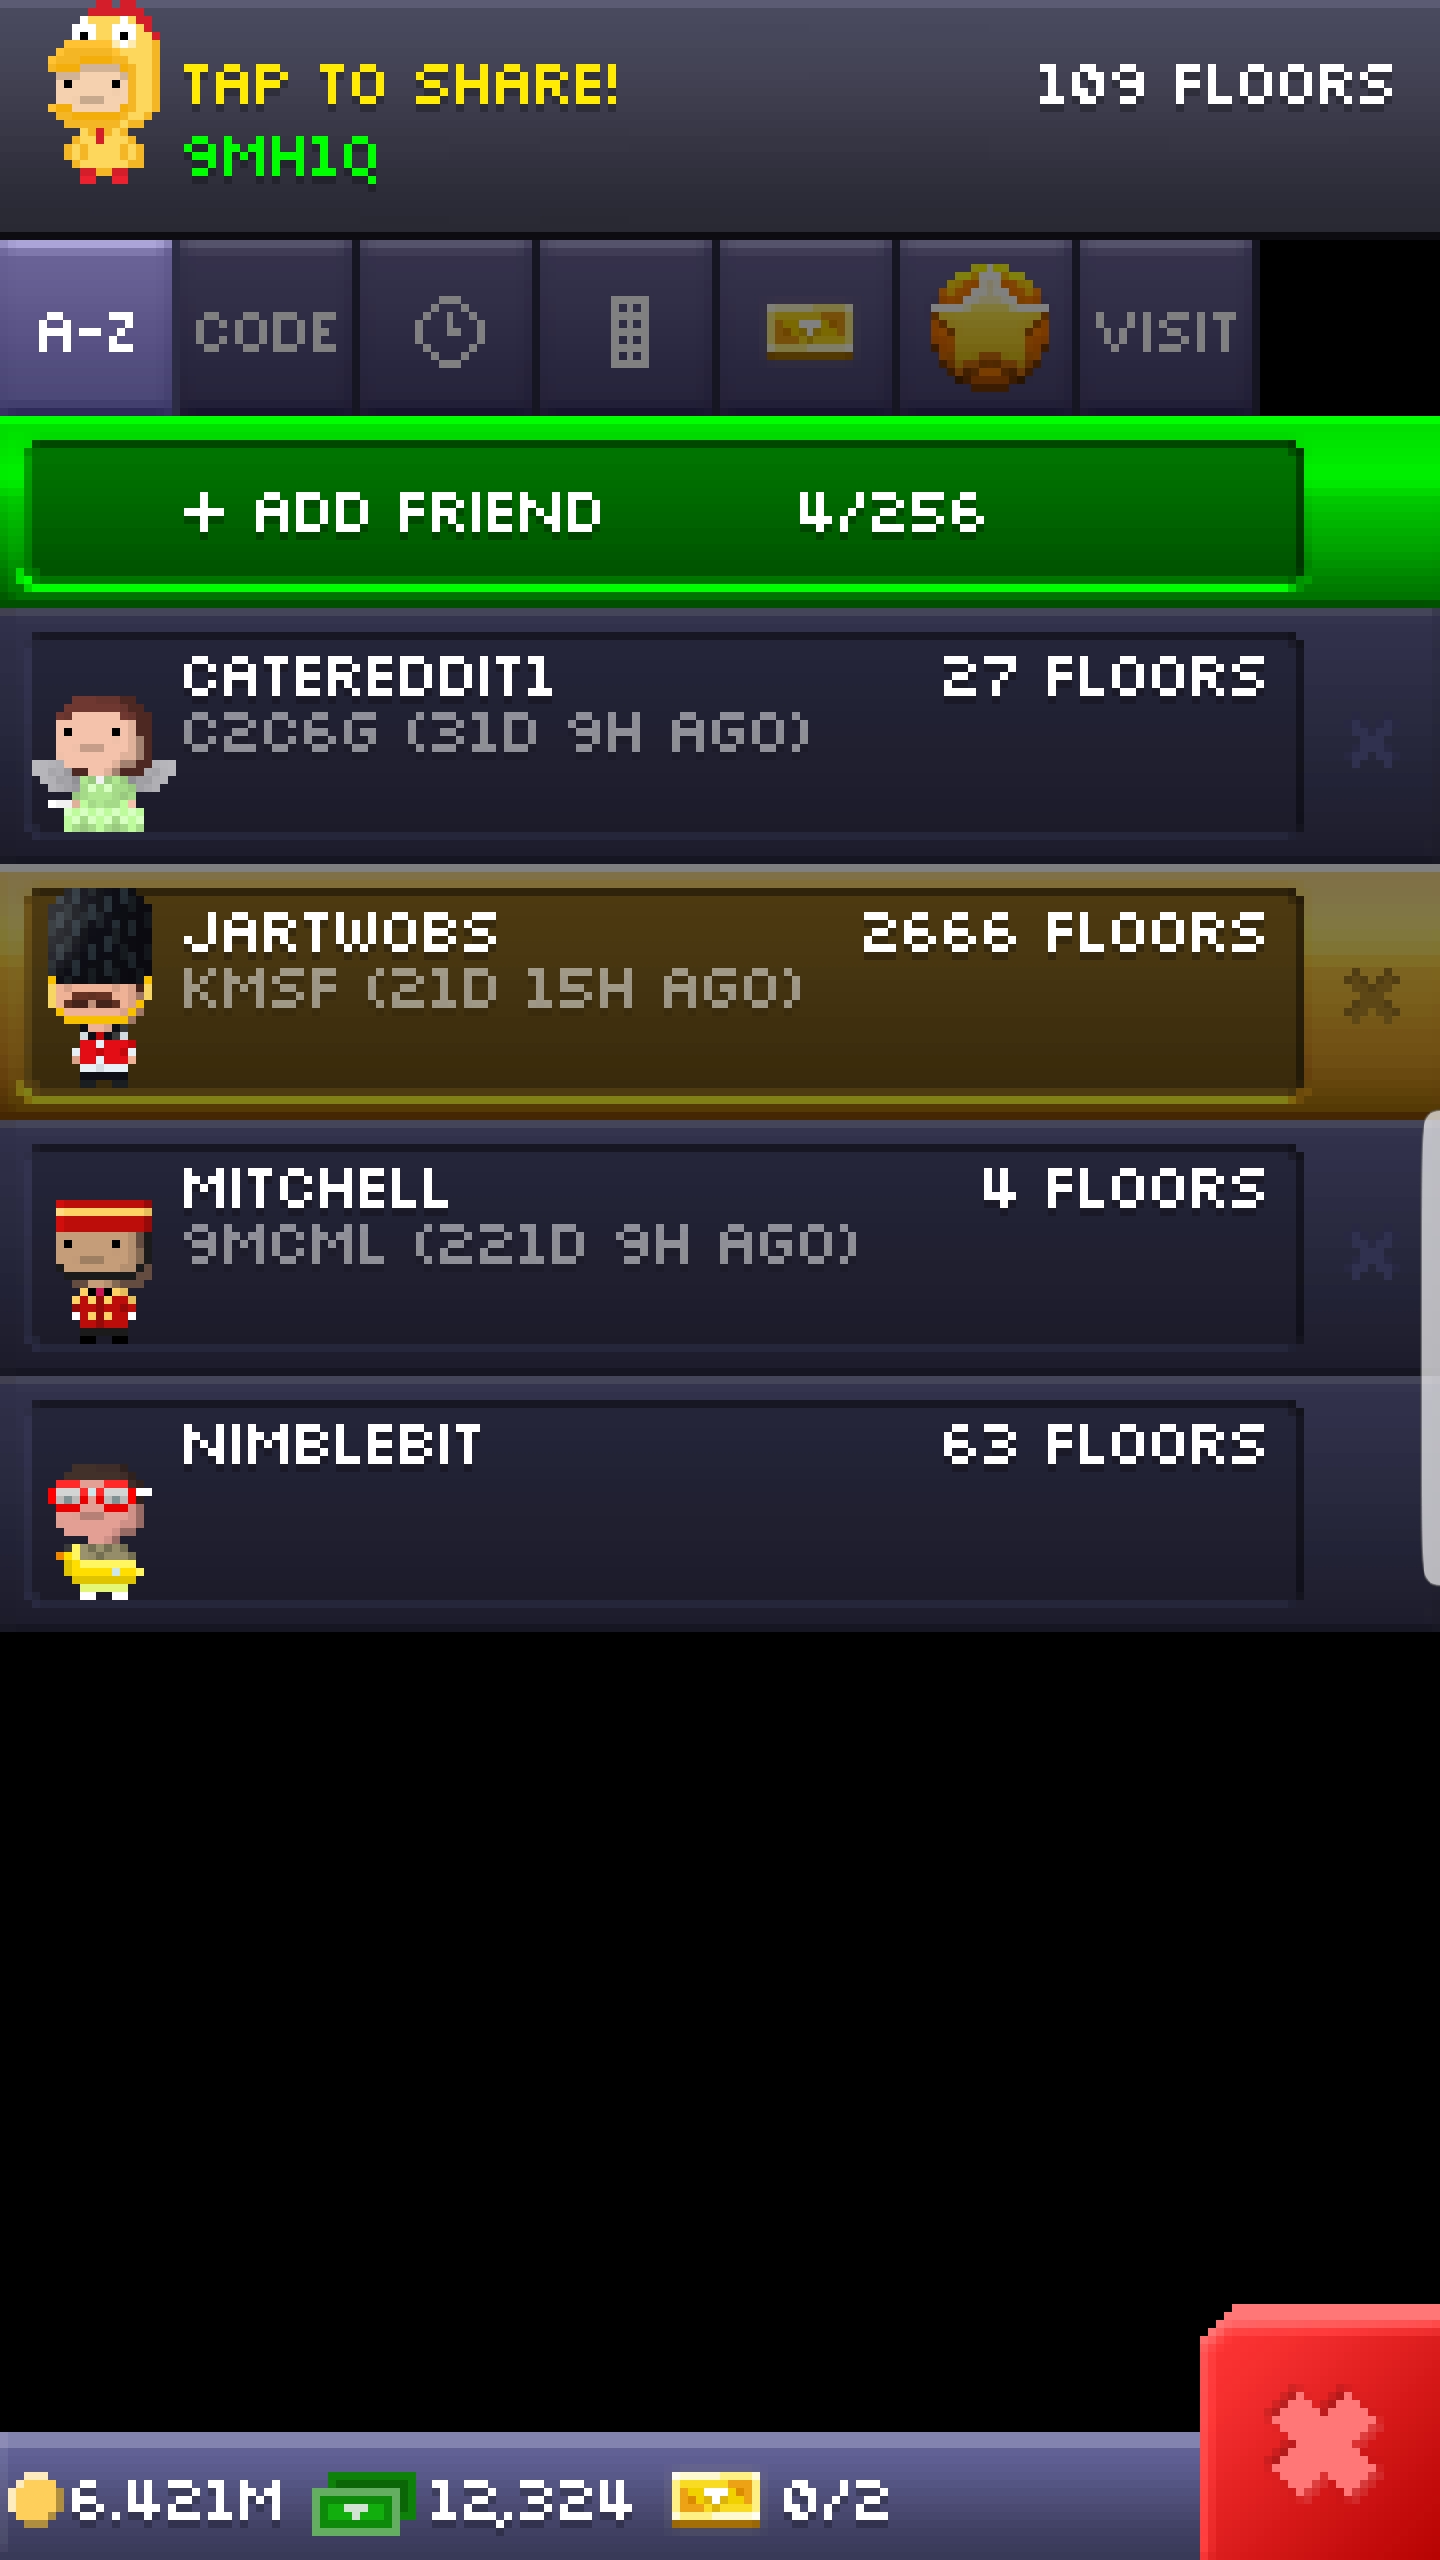 TAP TO SHARE!
109 FLOORS
9MH1Q
A-Z
CODE
VISIT
+ ADD FRIEND
4/256
CATEREDDIT1
27 FLOORS
C2C6G (31D 9H AGO)
JARTWOBS
2666 FLOORS
KMSF (21D 15H AGO)
MITCHELL
4 FLOORS
9MCML (221D 9H AGO)
NIMBLEBIT
63 FLOORS
6.421M
12,324
0/2